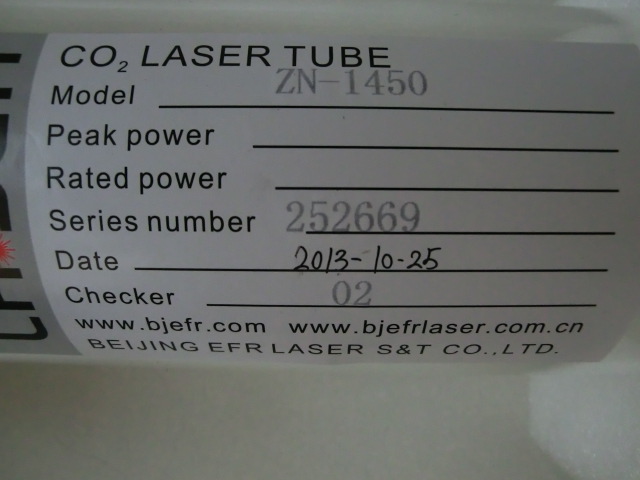 CO₂ LASER TUBE
Model ZN-1450
Peak power
Rated power
Series number 252669
Date 2013-10-25
Checker 02
www.bjefr.com www.bjefrlaser.com.cn
BEIJING EFR LASER S&T CO.,LTD.